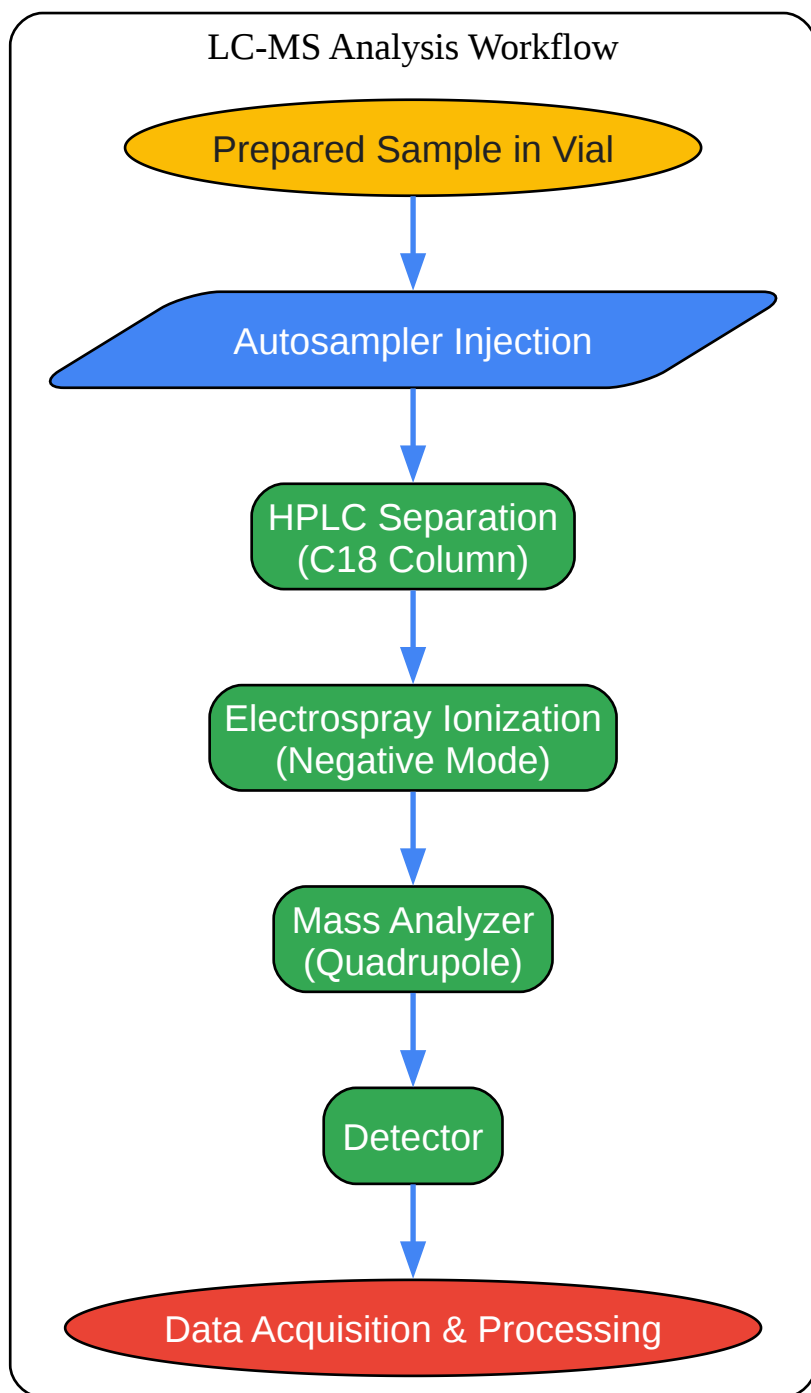 LC-MS Analysis Workflow
Prepared Sample in Vial
Autosampler Injection
HPLC Separation
(C18 Column)
Electrospray Ionization
(Negative Mode)
Mass Analyzer
(Quadrupole)
Detector
Data Acquisition & Processing